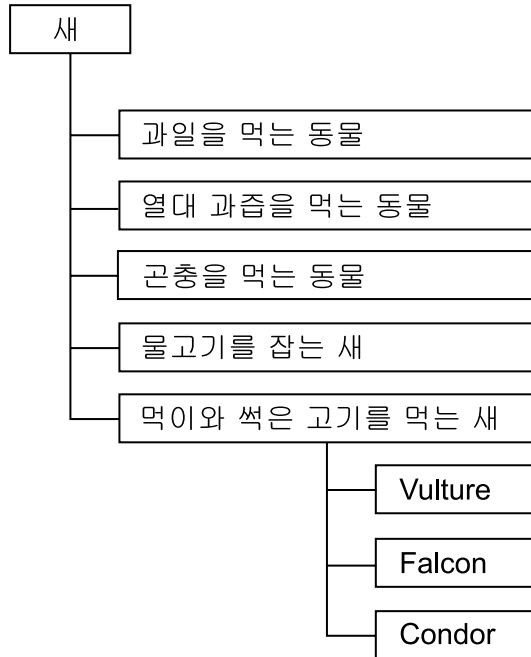 새
과일을 먹는 동물
열대 과즙을 먹는 동물
곤충을 먹는 동물
물고기를 잡는 새
먹이와 썩은 고기를 먹는 새
Vulture
Falcon
Condor